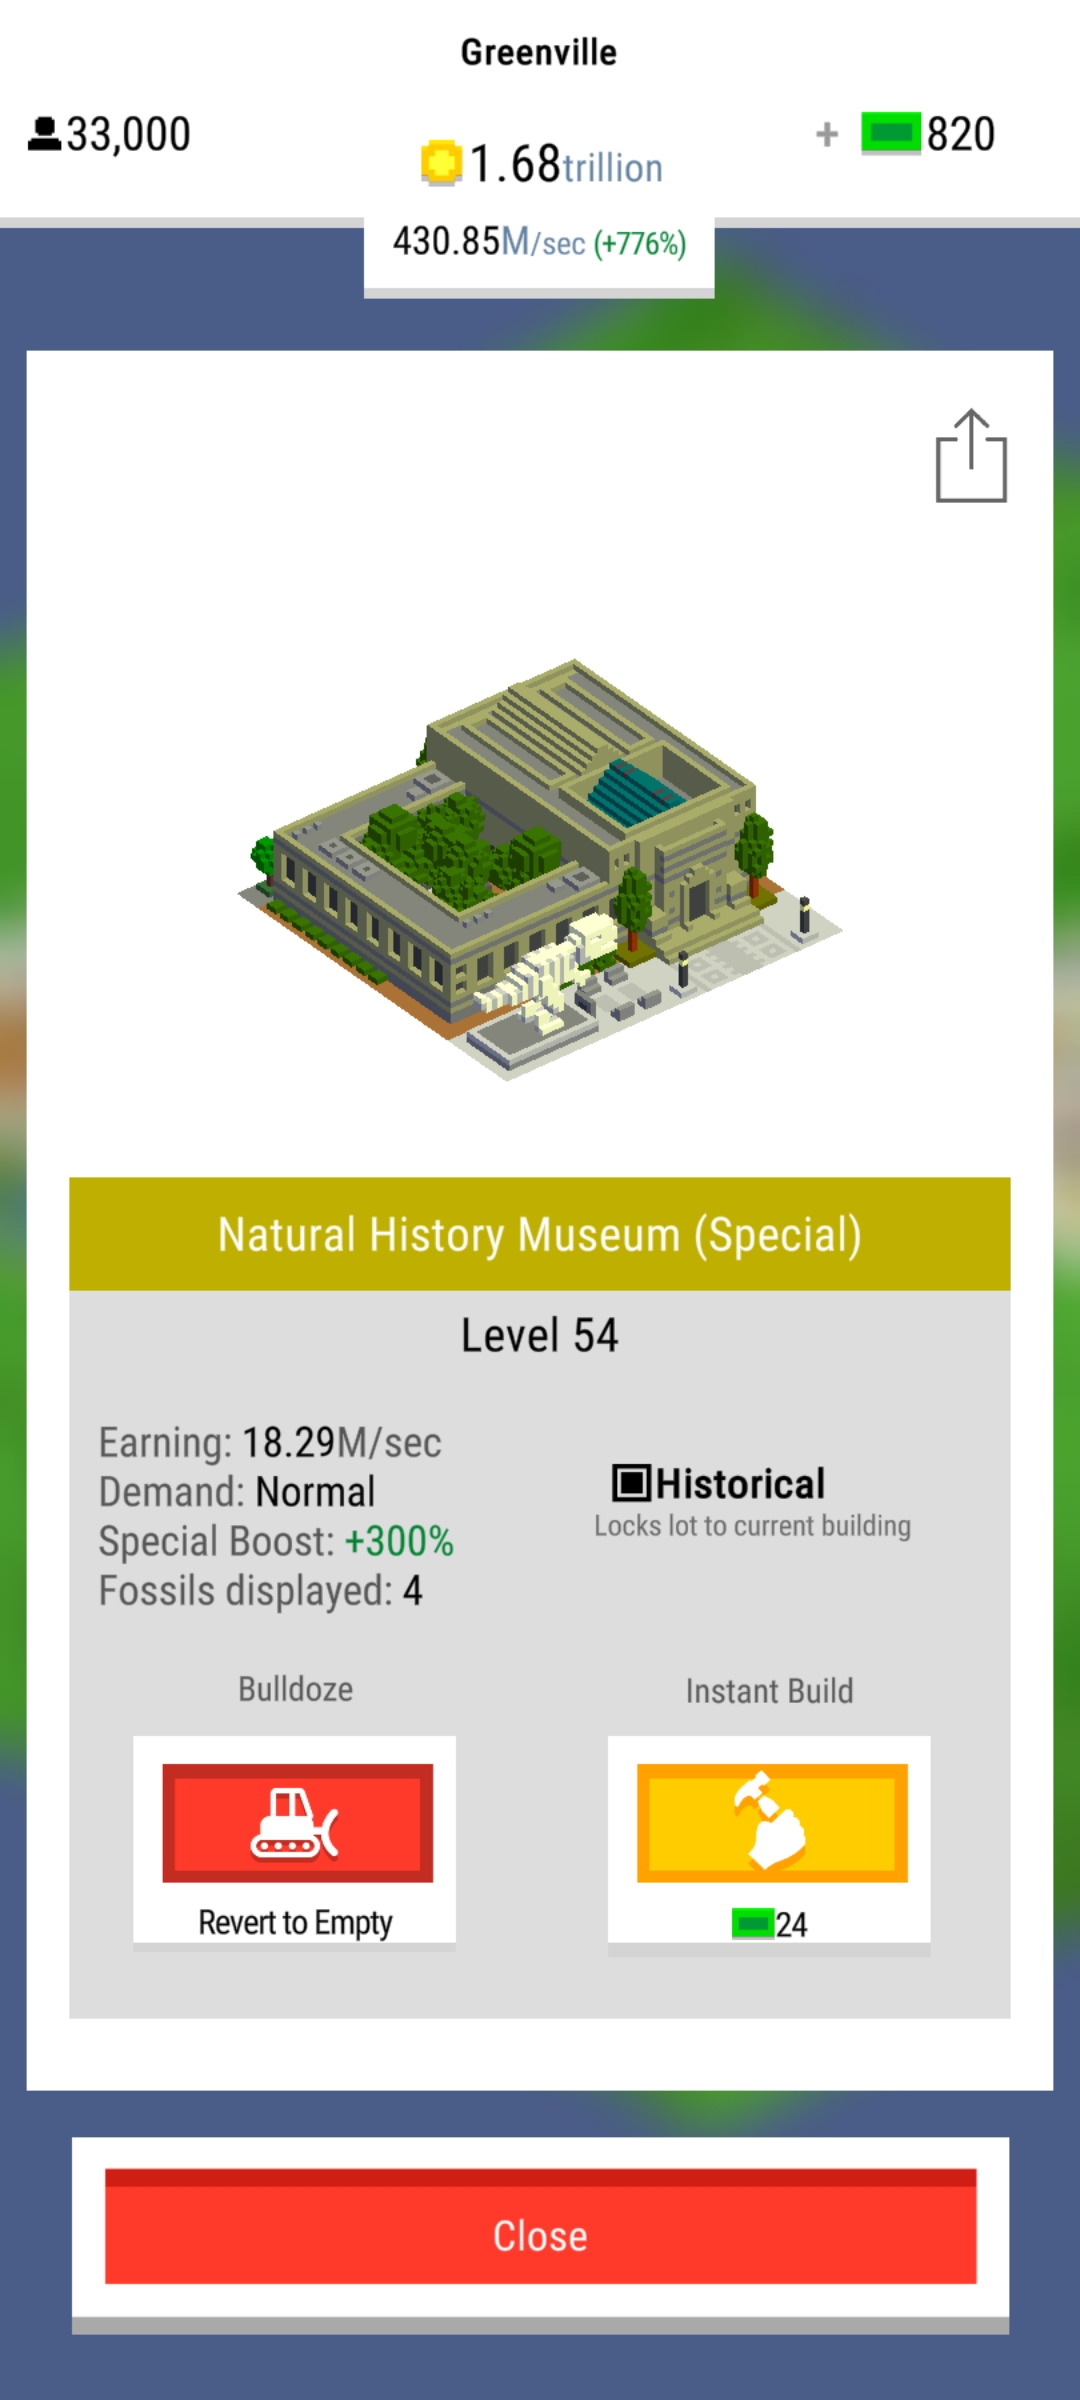 Greenville
33,000
1.68trillion
+ 820
430.85M/sec (+776%)
Natural History Museum (Special)
Level 54
Earning: 18.29M/sec
Demand: Normal
Special Boost: +300%
Fossils displayed: 4
Historical
Locks lot to current building
Bulldoze
Instant Build
Revert to Empty
24
Close